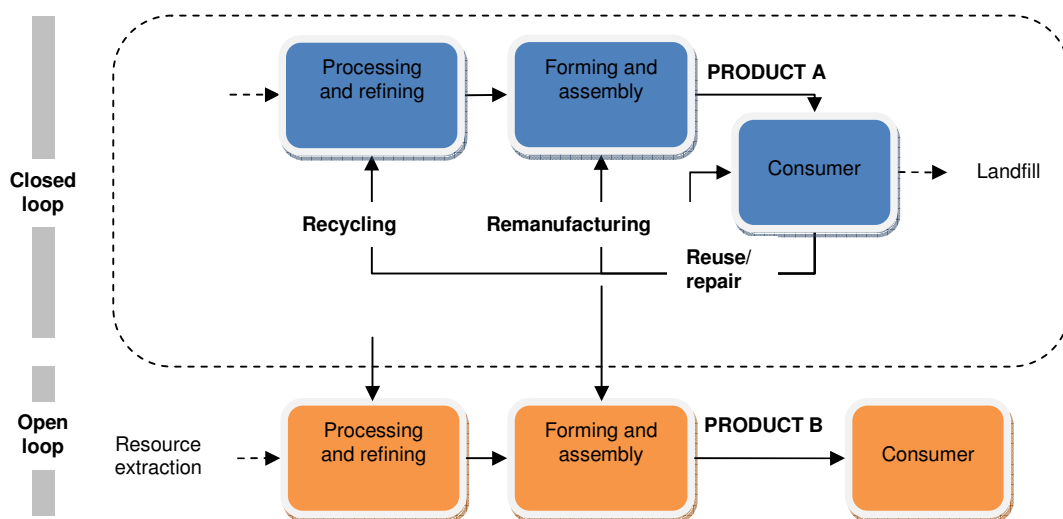 Closed
loop
Processing
and refining
Forming and
assembly
PRODUCT A
Consumer
Landfill
Recycling
Remanufacturing
Reuse/
repair
Open
loop
Resource
extraction
Processing
and refining
Forming and
assembly
PRODUCT B
Consumer